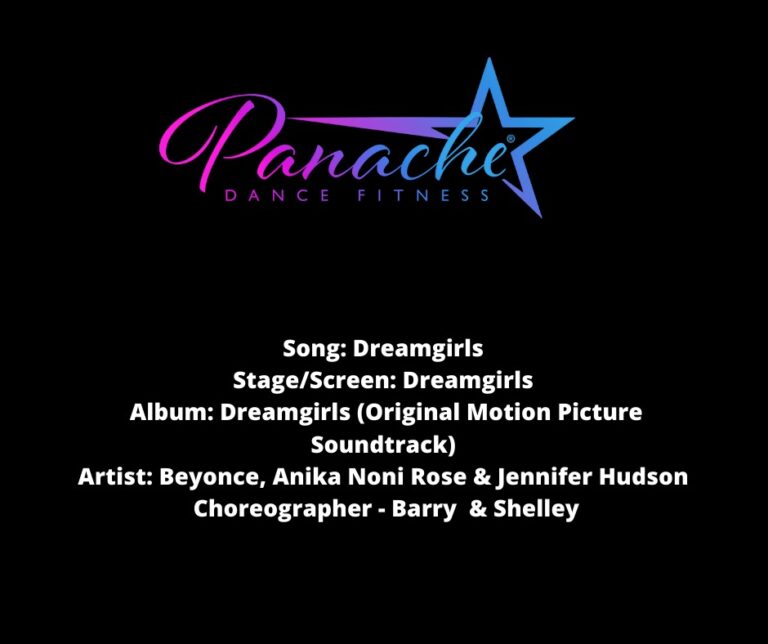 Panache®
DANCE FITNESS
Song: Dreamgirls
Stage/Screen: Dreamgirls
Album: Dreamgirls (Original Motion Picture
Soundtrack)
Artist: Beyonce, Anika Noni Rose & Jennifer Hudson
Choreographer - Barry  & Shelley